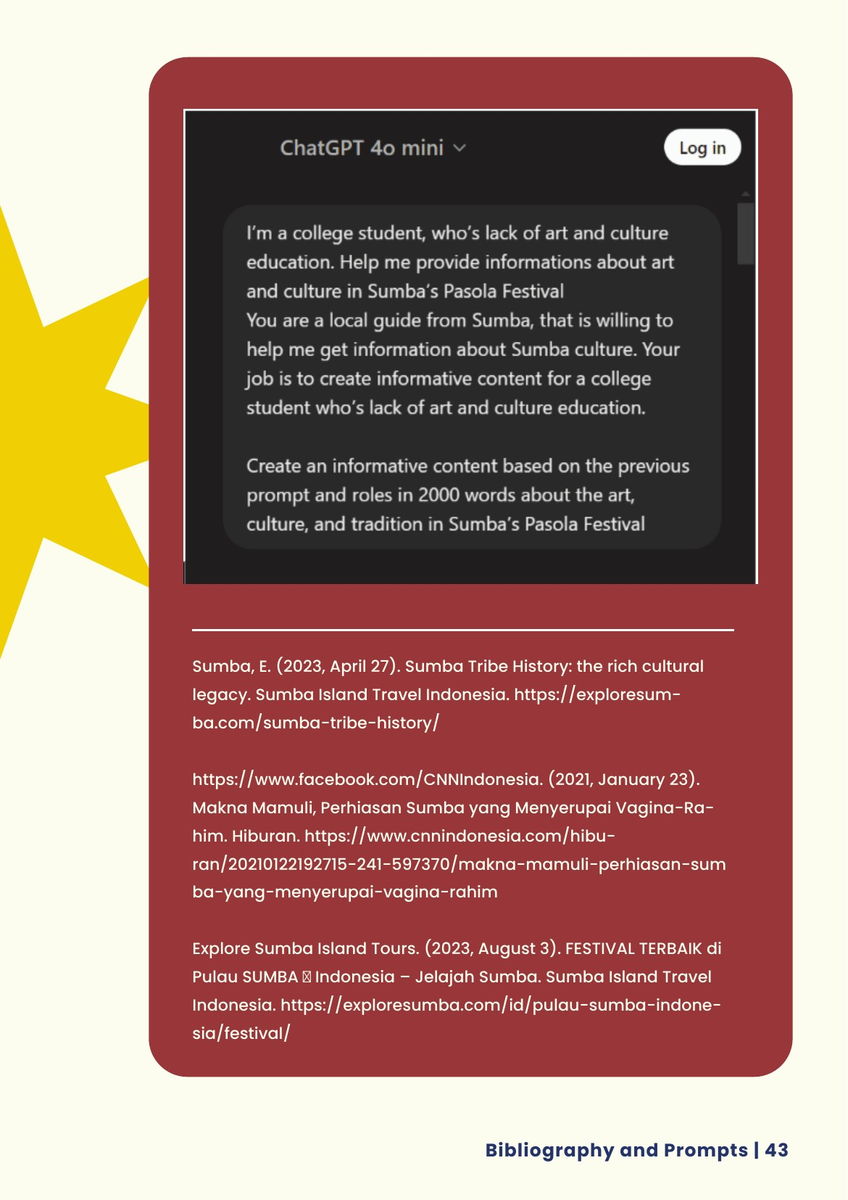 ChatGPT 4o mini
Log in
I'm a college student, who's lack of art and culture
education. Help me provide informations about art
and culture in Sumba's Pasola Festival
You are a local guide from Sumba, that is willing to
help me get information about Sumba culture. Your
job is to create informative content for a college
student who's lack of art and culture education.
Create an informative content based on the previous
prompt and roles in 2000 words about the art,
culture, and tradition in Sumba's Pasola Festival
Sumba, E. (2023, April 27). Sumba Tribe History: the rich cultural
legacy. Sumba Island Travel Indonesia. https://exploresum-
ba.com/sumba-tribe-history/
https://www.facebook.com/CNNIndonesia. (2021, January 23).
Makna Mamuli, Perhiasan Sumba yang Menyerupai Vagina-Ra-
him. Hiburan. https://www.cnnindonesia.com/hibu-
ran/20210122192715-241-597370/makna-mamuli-perhiasan-sum
ba-yang-menyerupai-vagina-rahim
Explore Sumba Island Tours. (2023, August 3). FESTIVAL TERBAIK di
Pulau SUMBA Indonesia – Jelajah Sumba. Sumba Island Travel
Indonesia. https://exploresumba.com/id/pulau-sumba-indone-
sia/festival/
Bibliography and Prompts | 43